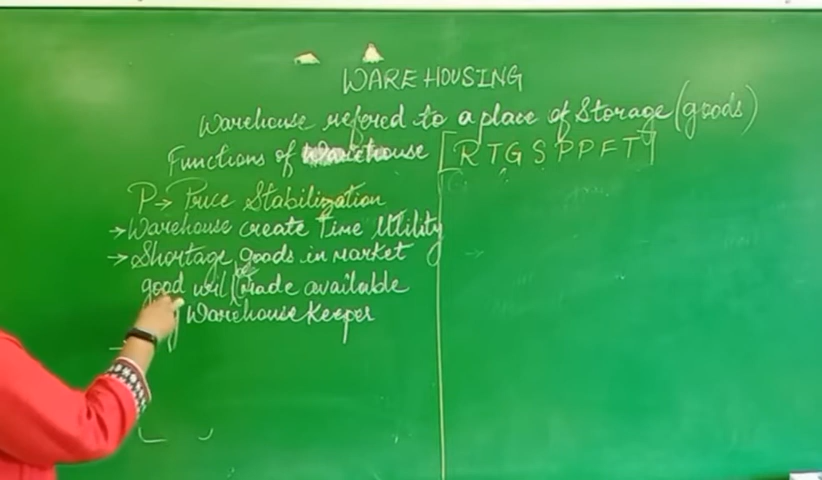 WAREHOUSING
Warehouse refered to a place of Storage (goods)
Functions of Warehouse [R T G S P P F T]
P → Price Stabilization
→ Warehouse create Time Utility
→ Shortage goods in market
good will be made available
Warehouse Keeper